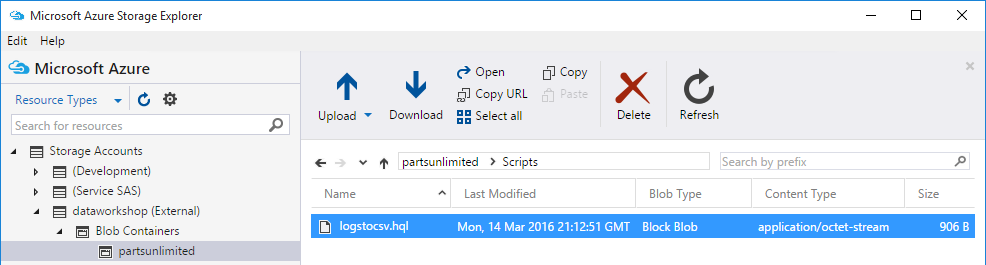 Microsoft Azure Storage Explorer
Edit Help
Microsoft Azure
Resource Types
Search for resources
Storage Accounts
(Development)
(Service SAS)
dataworkshop (External)
Blob Containers
partsunlimited
Upload
Download
Open
Copy URL
Select all
Copy
Paste
Delete
Refresh
partsunlimited Scripts
Search by prefix
Name Last Modified Blob Type Content Type Size
logstocsv.hql Mon, 14 Mar 2016 21:12:51 GMT Block Blob application/octet-stream 906 B